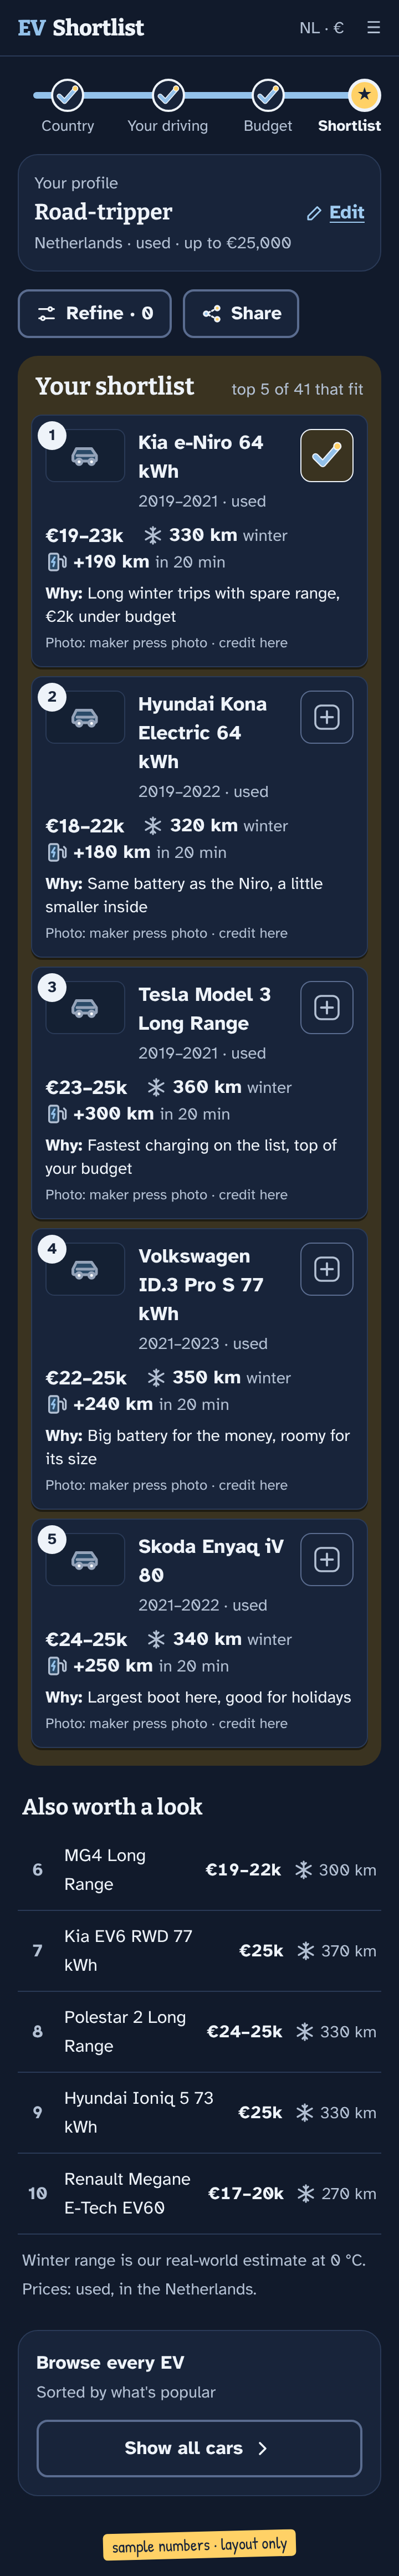 EV Shortlist
NL · €
Country
Your driving
Budget
Shortlist
Your profile
Road-tripper
Edit
Netherlands · used · up to €25,000
Refine · 0
Share
Your shortlist
top 5 of 41 that fit
1
Kia e-Niro 64
kWh
2019–2021 · used
€19–23k
330 km winter
+190 km in 20 min
Why: Long winter trips with spare range,
€2k under budget
Photo: maker press photo · credit here
2
Hyundai Kona
Electric 64
kWh
2019–2022 · used
€18–22k
320 km winter
+180 km in 20 min
Why: Same battery as the Niro, a little
smaller inside
Photo: maker press photo · credit here
3
Tesla Model 3
Long Range
2019–2021 · used
€23–25k
360 km winter
+300 km in 20 min
Why: Fastest charging on the list, top of
your budget
Photo: maker press photo · credit here
4
Volkswagen
ID.3 Pro S 77
kWh
2021–2023 · used
€22–25k
350 km winter
+240 km in 20 min
Why: Big battery for the money, roomy for
its size
Photo: maker press photo · credit here
5
Skoda Enyaq iV
80
2021–2022 · used
€24–25k
340 km winter
+250 km in 20 min
Why: Largest boot here, good for holidays
Photo: maker press photo · credit here
Also worth a look
6
MG4 Long
Range
€19–22k
300 km
7
Kia EV6 RWD 77
kWh
€25k
370 km
8
Polestar 2 Long
Range
€24–25k
330 km
9
Hyundai Ioniq 5 73
kWh
€25k
330 km
10
Renault Megane
E-Tech EV60
€17–20k
270 km
Winter range is our real-world estimate at 0 °C.
Prices: used, in the Netherlands.
Browse every EV
Sorted by what's popular
Show all cars
sample numbers · layout only